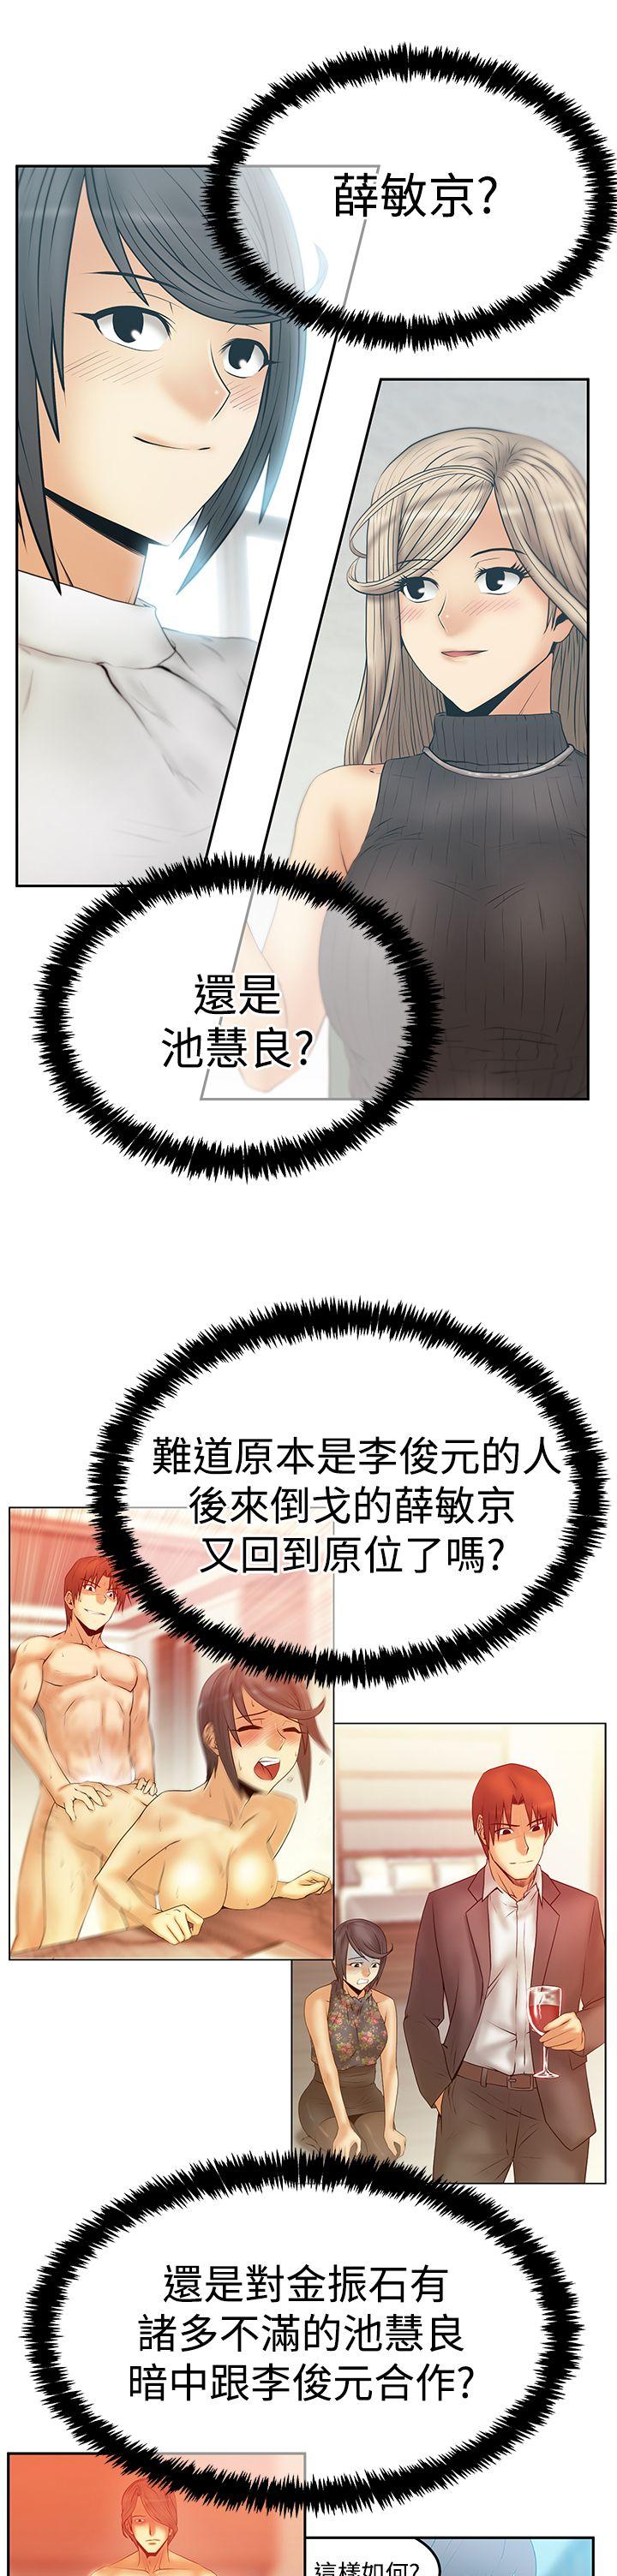 薛敏京?
還是
池慧良?
難道原本是李俊元的人
後來倒戈的薛敏京
又回到原位了嗎?
還是對金振石有
諸多不滿的池慧良
暗中跟李俊元合作?
這樣如何?